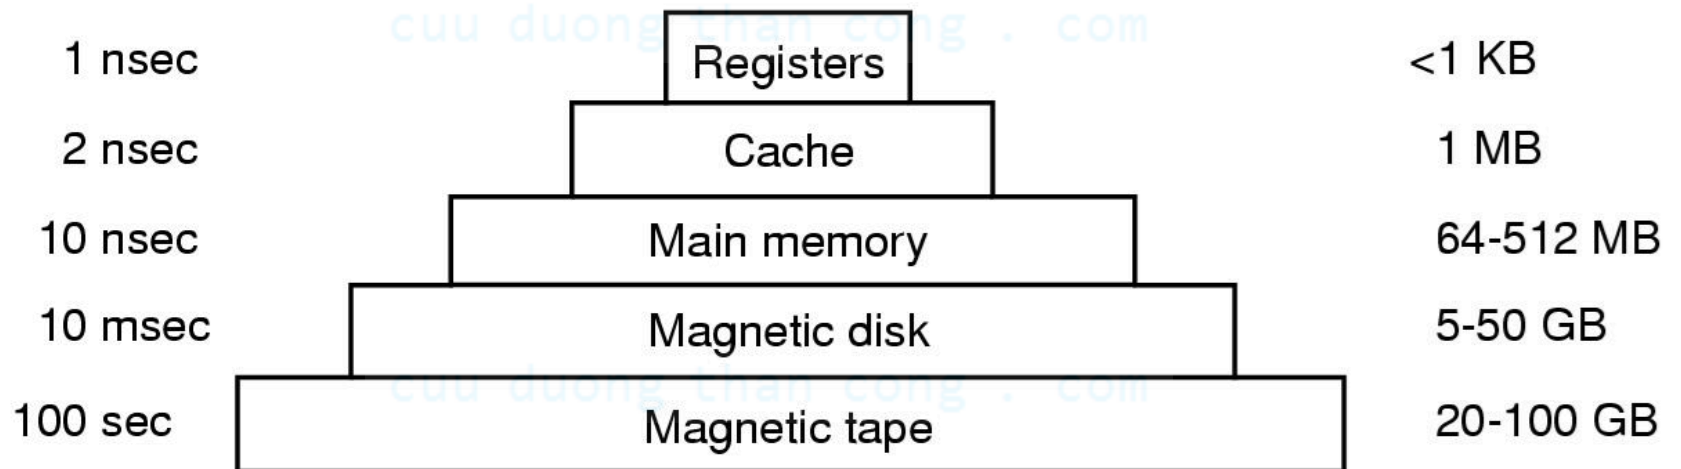 cuu duong than cong . com
1 nsec Registers <1 KB
2 nsec Cache 1 MB
10 nsec Main memory 64-512 MB
10 msec Magnetic disk 5-50 GB
cuu duong than cong . com
100 sec Magnetic tape 20-100 GB